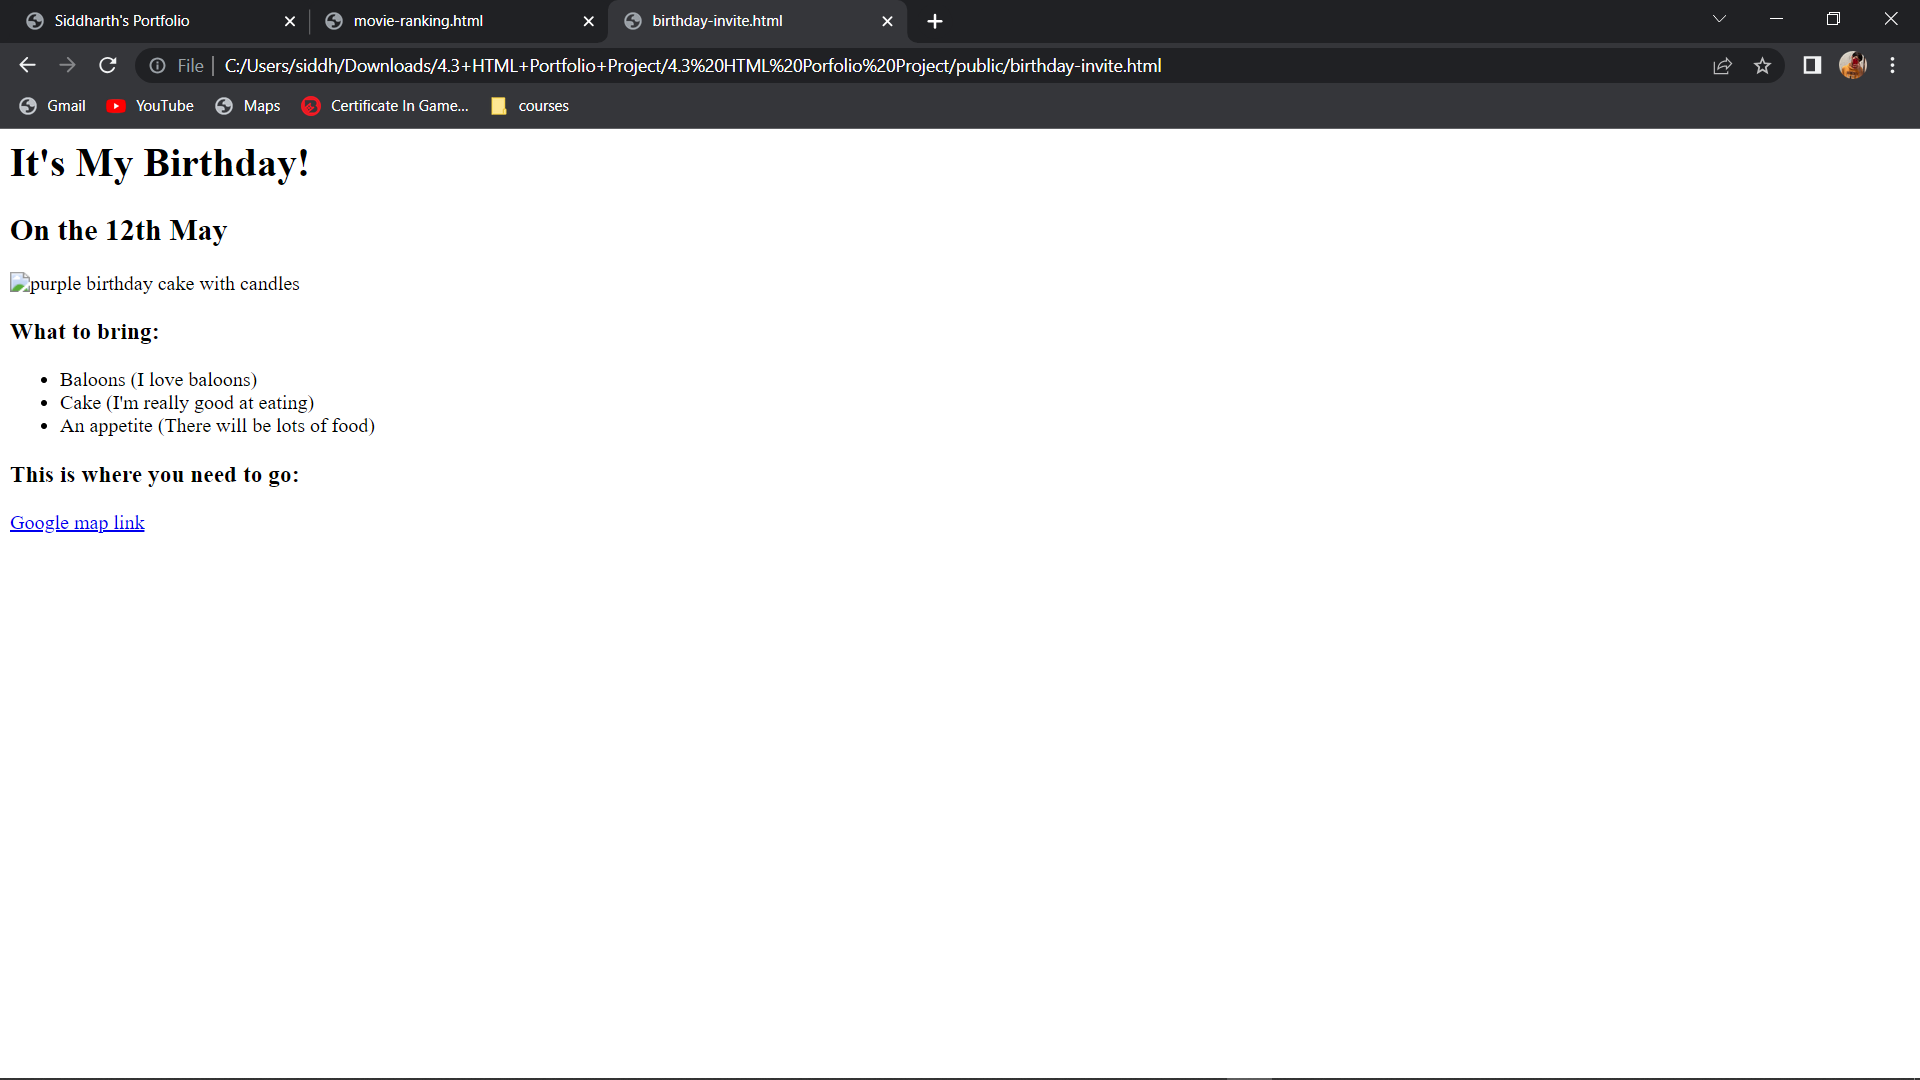 Siddharth's Portfolio
movie-ranking.html
birthday-invite.html
File
C:/Users/siddh/Downloads/4.3+HTML+Portfolio+Project/4.3%20HTML%20Porfolio%20Project/public/birthday-invite.html
Gmail
YouTube
Maps
Certificate In Game...
courses
It's My Birthday!
On the 12th May
purple birthday cake with candles
What to bring:
Baloons (I love baloons)
Cake (I'm really good at eating)
An appetite (There will be lots of food)
This is where you need to go:
Google map link